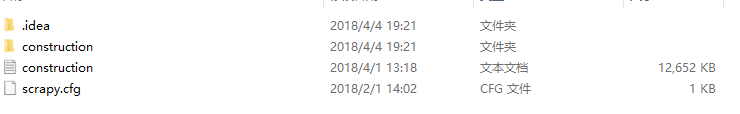 .idea 2018/4/4 19:21 文件夹
construction 2018/4/4 19:21 文件夹
construction 2018/4/1 13:18 文本文档 12,652 KB
scrapy.cfg 2018/2/1 14:02 CFG 文件 1 KB